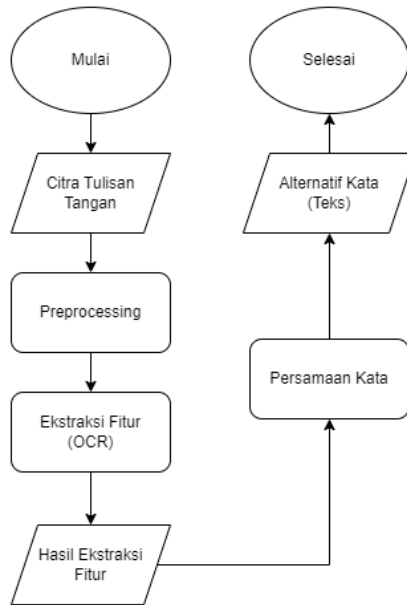 Mulai
Citra Tulisan
Tangan
Preprocessing
Ekstraksi Fitur
(OCR)
Hasil Ekstraksi
Fitur
Persamaan Kata
Alternatif Kata
(Teks)
Selesai